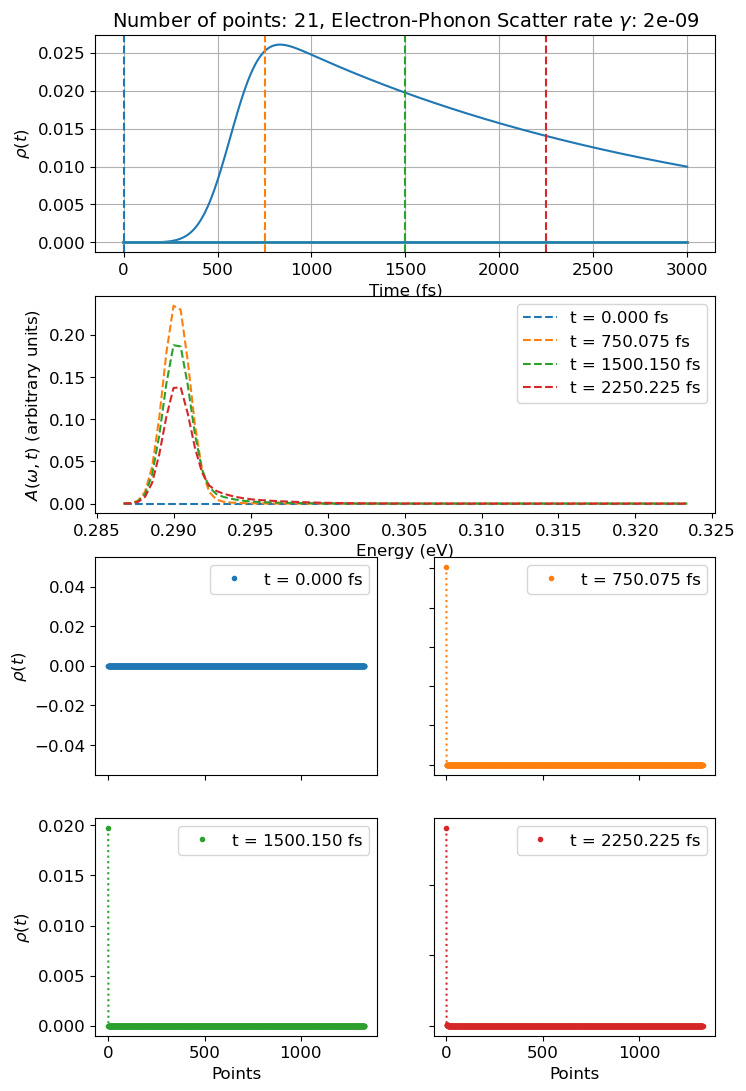 Number of points: 21, Electron-Phonon Scatter rate γ: 2e-09
ρ(t)
0.025
0.020
0.015
0.010
0.005
0.000
0 500 1000 1500 2000 2500 3000
Time (fs)
A(ω, t) (arbitrary units)
0.20
0.15
0.10
0.05
0.00
t = 0.000 fs
t = 750.075 fs
t = 1500.150 fs
t = 2250.225 fs
0.285 0.290 0.295 0.300 0.305 0.310 0.315 0.320 0.325
Energy (eV)
ρ(t)
0.04
0.02
0.00
−0.02
−0.04
t = 0.000 fs
t = 750.075 fs
ρ(t)
0.020
0.015
0.010
0.005
0.000
t = 1500.150 fs
0 500 1000
Points
t = 2250.225 fs
0 500 1000
Points